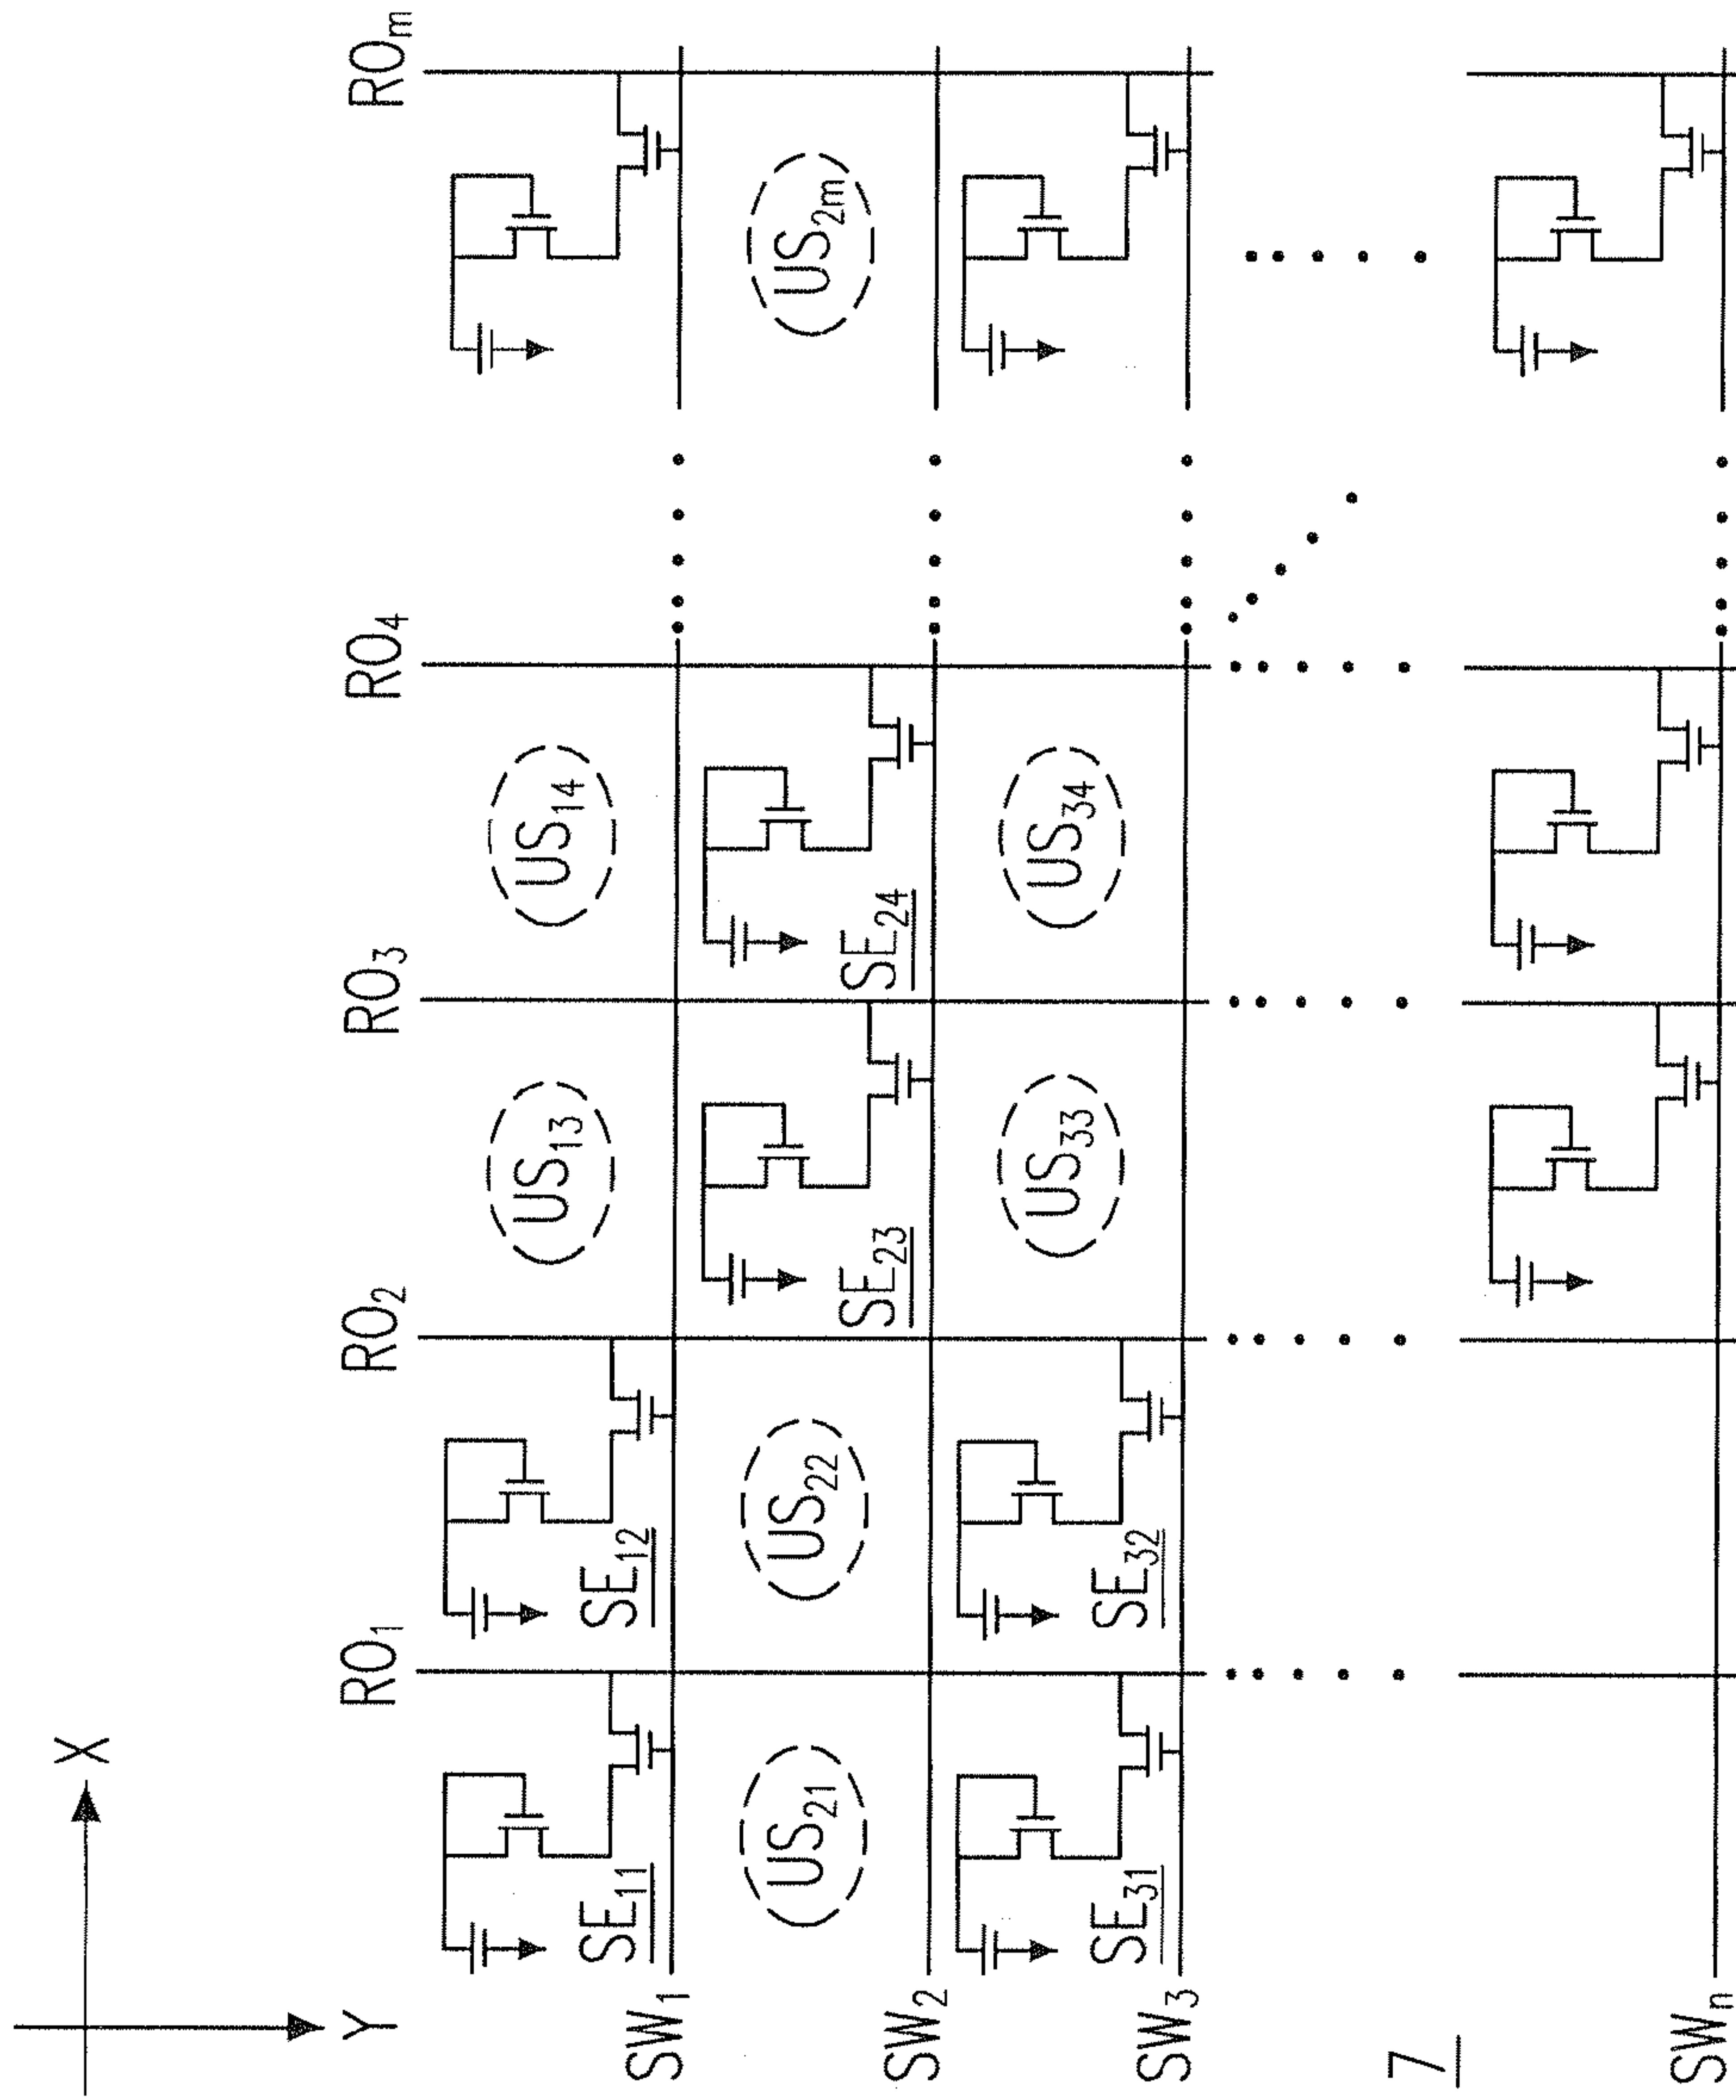 X
Y
RO₁ RO₂ RO₃ RO₄ ROₘ
US₁₃ US₁₄
SE₁₁ SE₁₂
SW₁
US₂₁ US₂₂ US₂ₘ
SE₂₃ SE₂₄
SW₂
US₃₃ US₃₄
SE₃₁ SE₃₂
SW₃
7
SWₙ